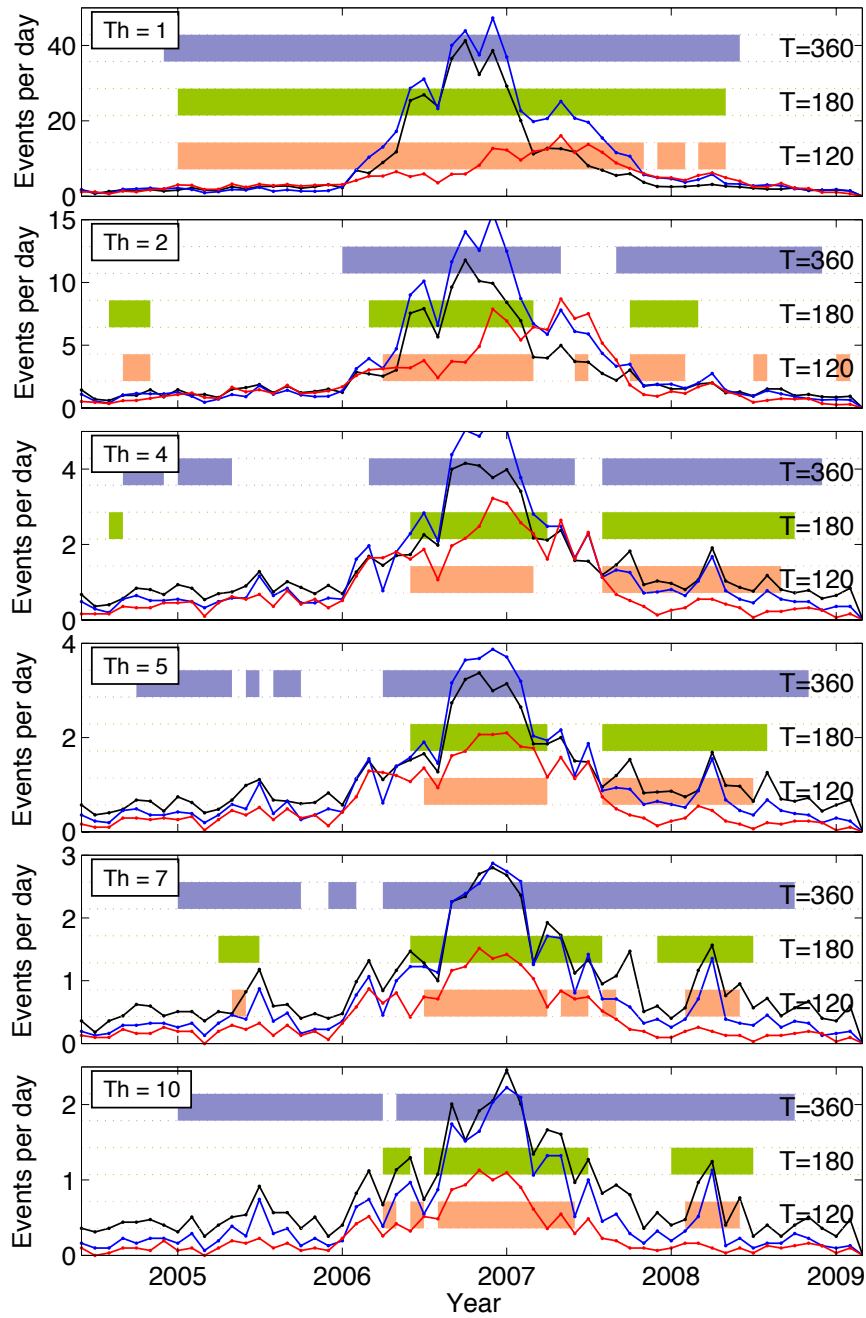 Th = 1
Events per day
40
20
0
T=360
T=180
T=120
Th = 2
Events per day
15
10
5
0
T=360
T=180
T=120
Th = 4
Events per day
4
2
0
T=360
T=180
T=120
Th = 5
Events per day
4
2
0
T=360
T=180
T=120
Th = 7
Events per day
3
2
1
0
T=360
T=180
T=120
Th = 10
Events per day
2
1
0
T=360
T=180
T=120
2005 2006 2007 2008 2009
Year